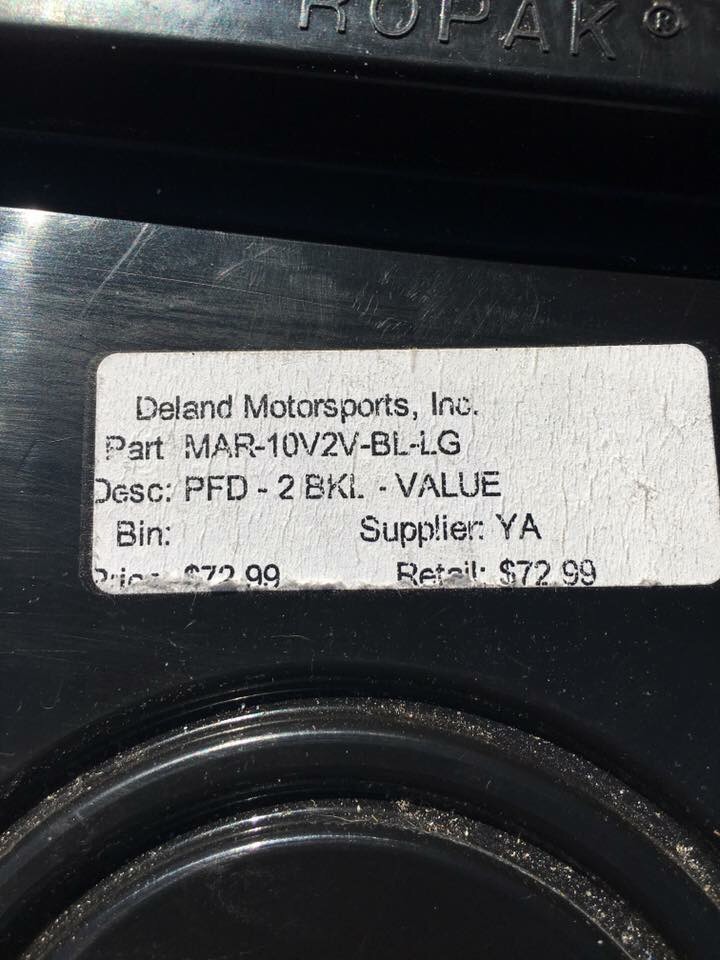 ROPAK®
Deland Motorsports, Inc.
Part MAR-10V2V-BL-LG
Desc: PFD - 2 BKL - VALUE
Bin: Supplier: YA
Price: $72.99 Retail: $72.99